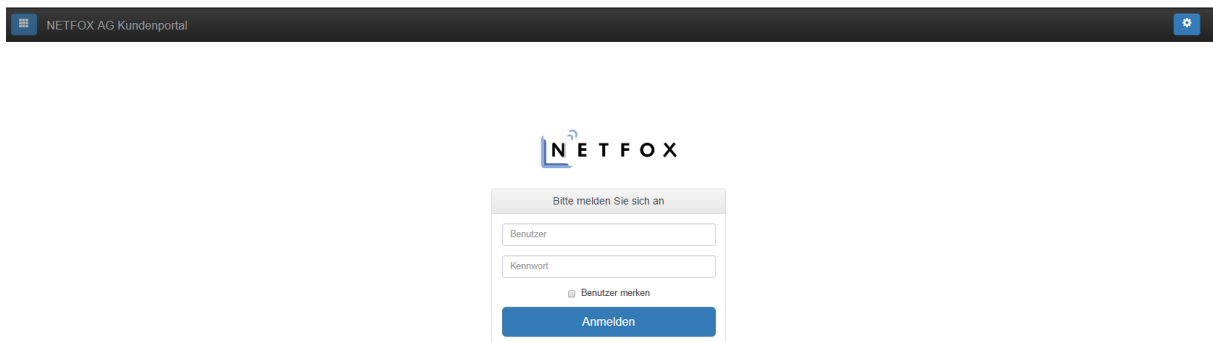 NETFOX AG Kundenportal
NETFOX
Bitte melden Sie sich an
Benutzer
Kennwort
Benutzer merken
Anmelden